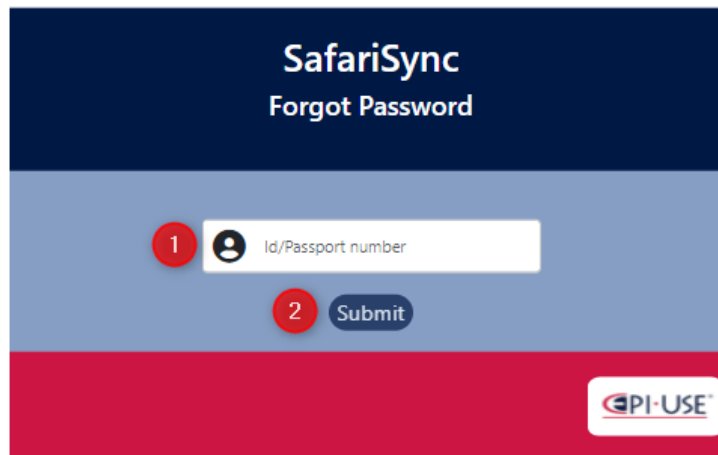 SafariSync
Forgot Password
1
Id/Passport number
2
Submit
EPI-USE